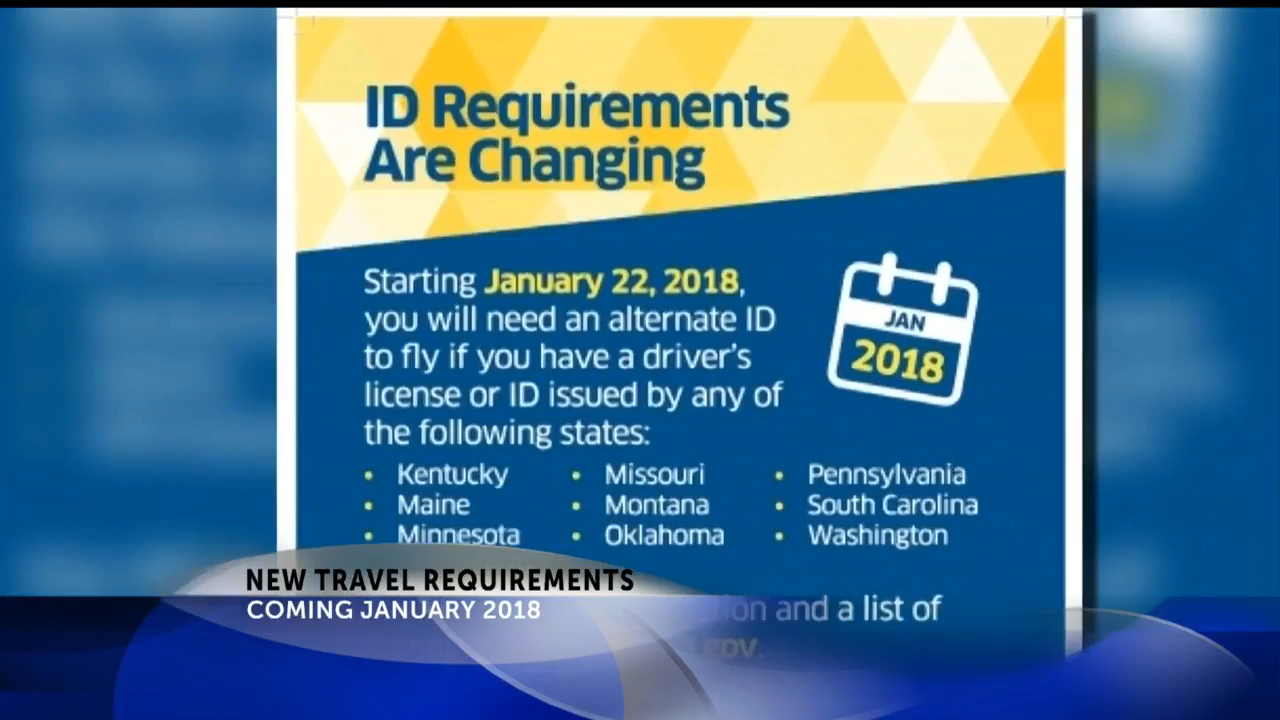 ID Requirements
Are Changing
Starting January 22, 2018,
you will need an alternate ID
to fly if you have a driver's
license or ID issued by any of
the following states:
JAN
2018
• Kentucky • Missouri • Pennsylvania
• Maine • Montana • South Carolina
• Minnesota • Oklahoma • Washington
and a list of
gov.
NEW TRAVEL REQUIREMENTS
COMING JANUARY 2018